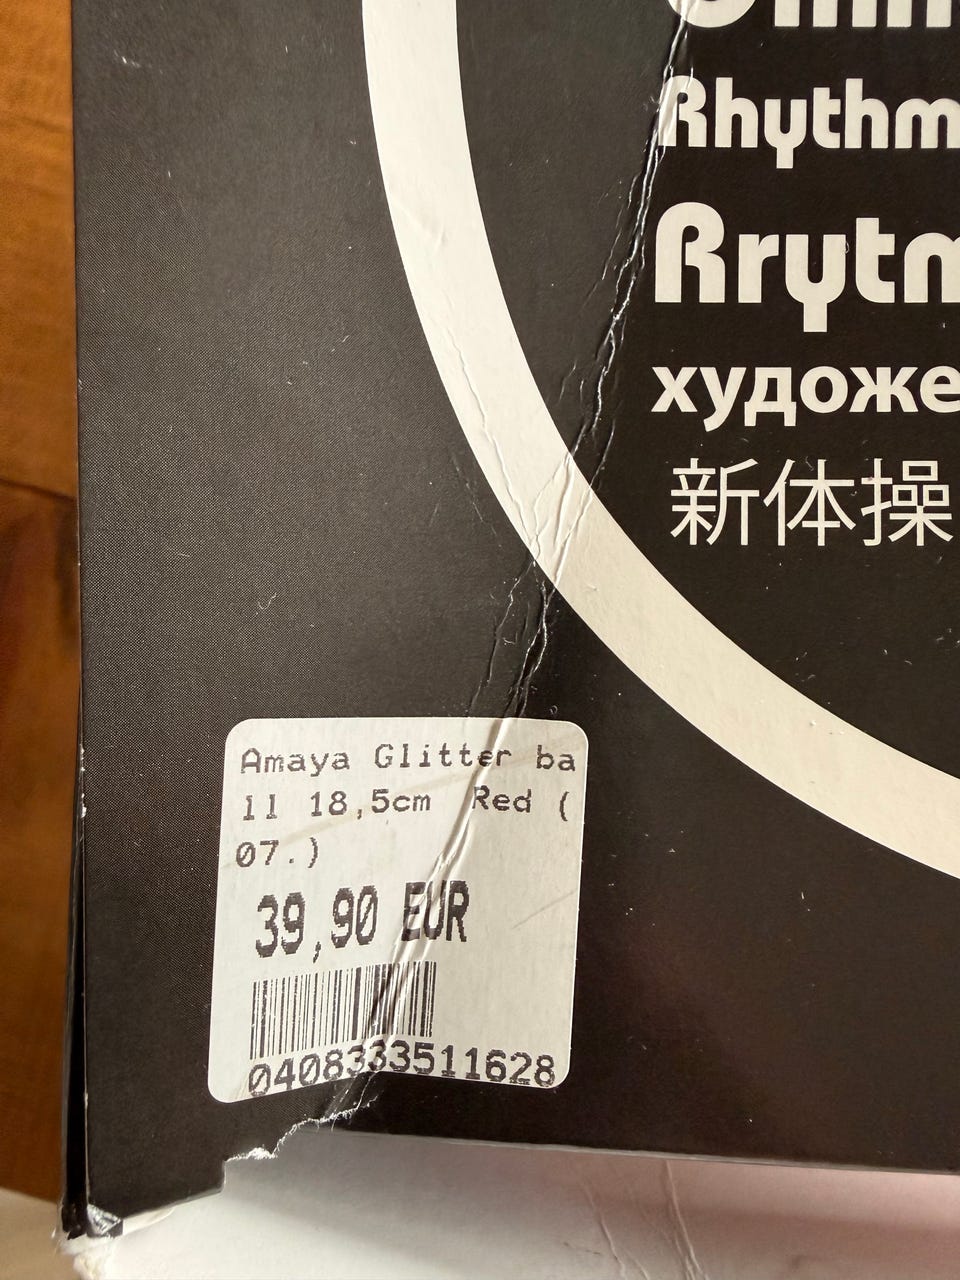 Rhythm
Rrytm
художе
新体操
Amaya Glitter ba
ll 18,5cm Red (
07.)
39,90 EUR
0408333511628